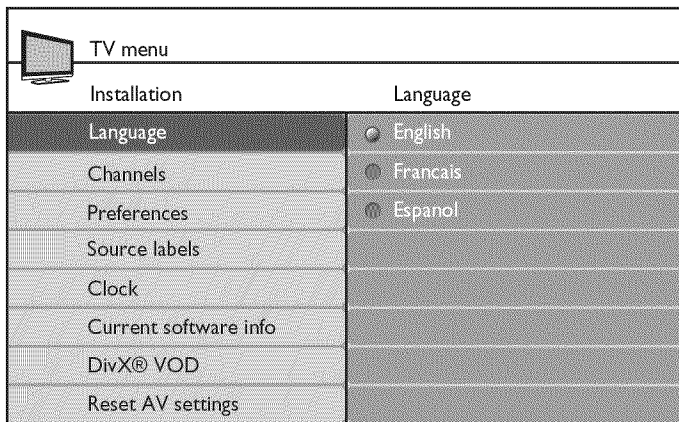 TV menu
Installation Language
Language English
Channels Francais
Preferences Espanol
Source labels
Clock
Current software info
DivX® VOD
Reset AV settings